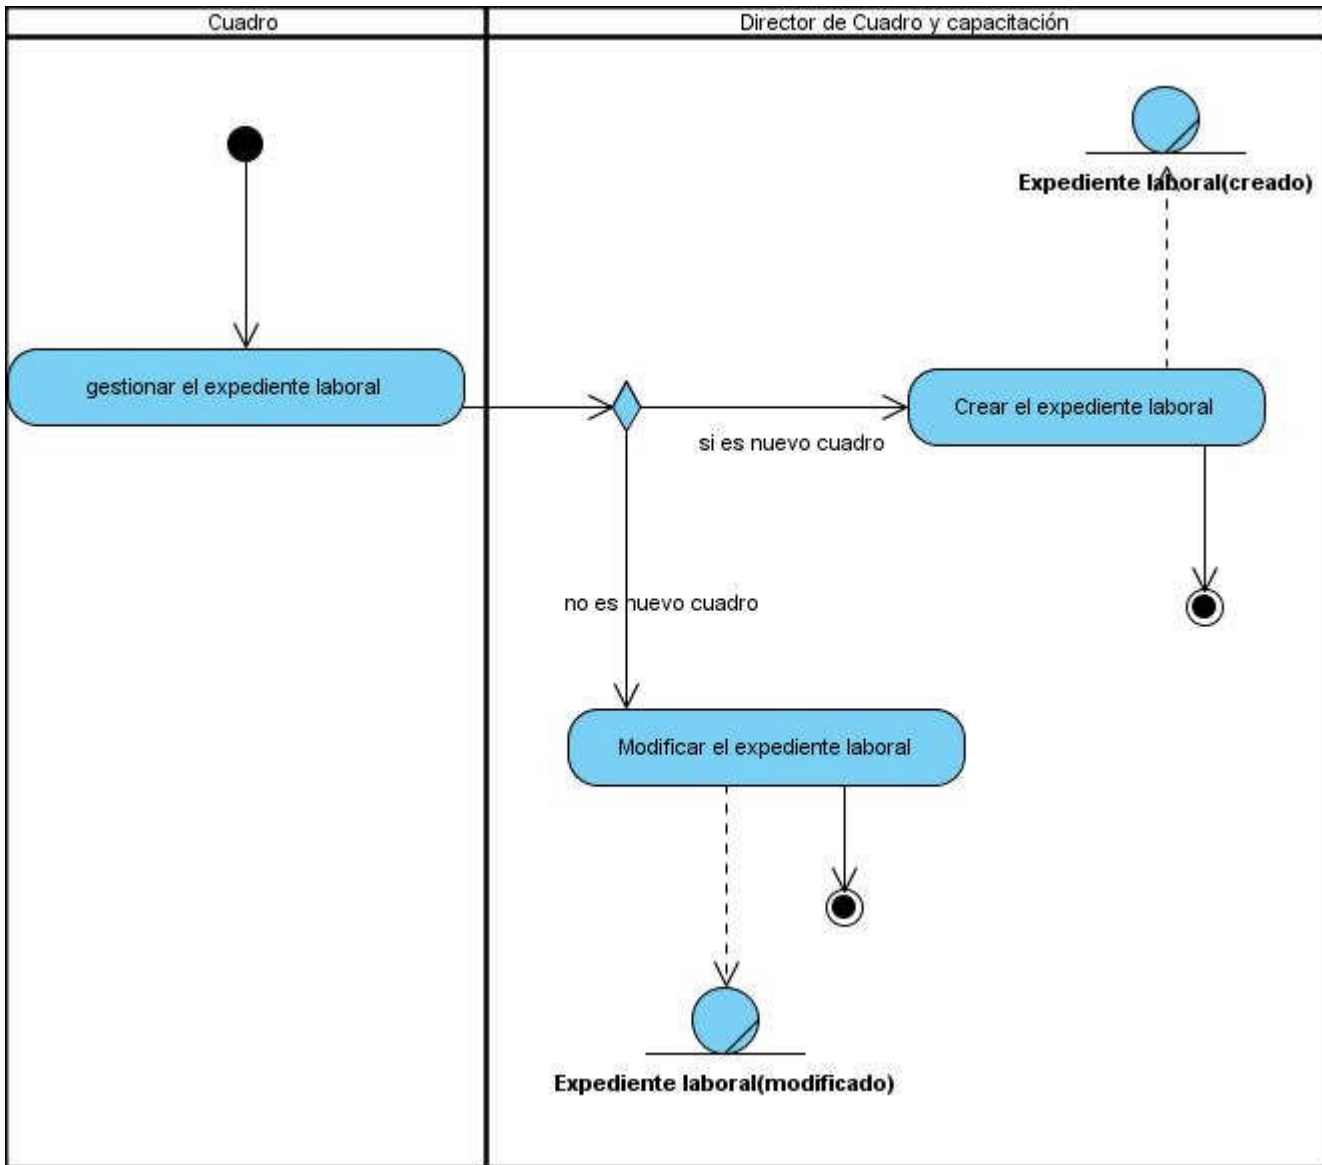 Cuadro
Director de Cuadro y capacitación
Expediente laboral(creado)
gestionar el expediente laboral
Crear el expediente laboral
si es nuevo cuadro
no es nuevo cuadro
Modificar el expediente laboral
Expediente laboral(modificado)